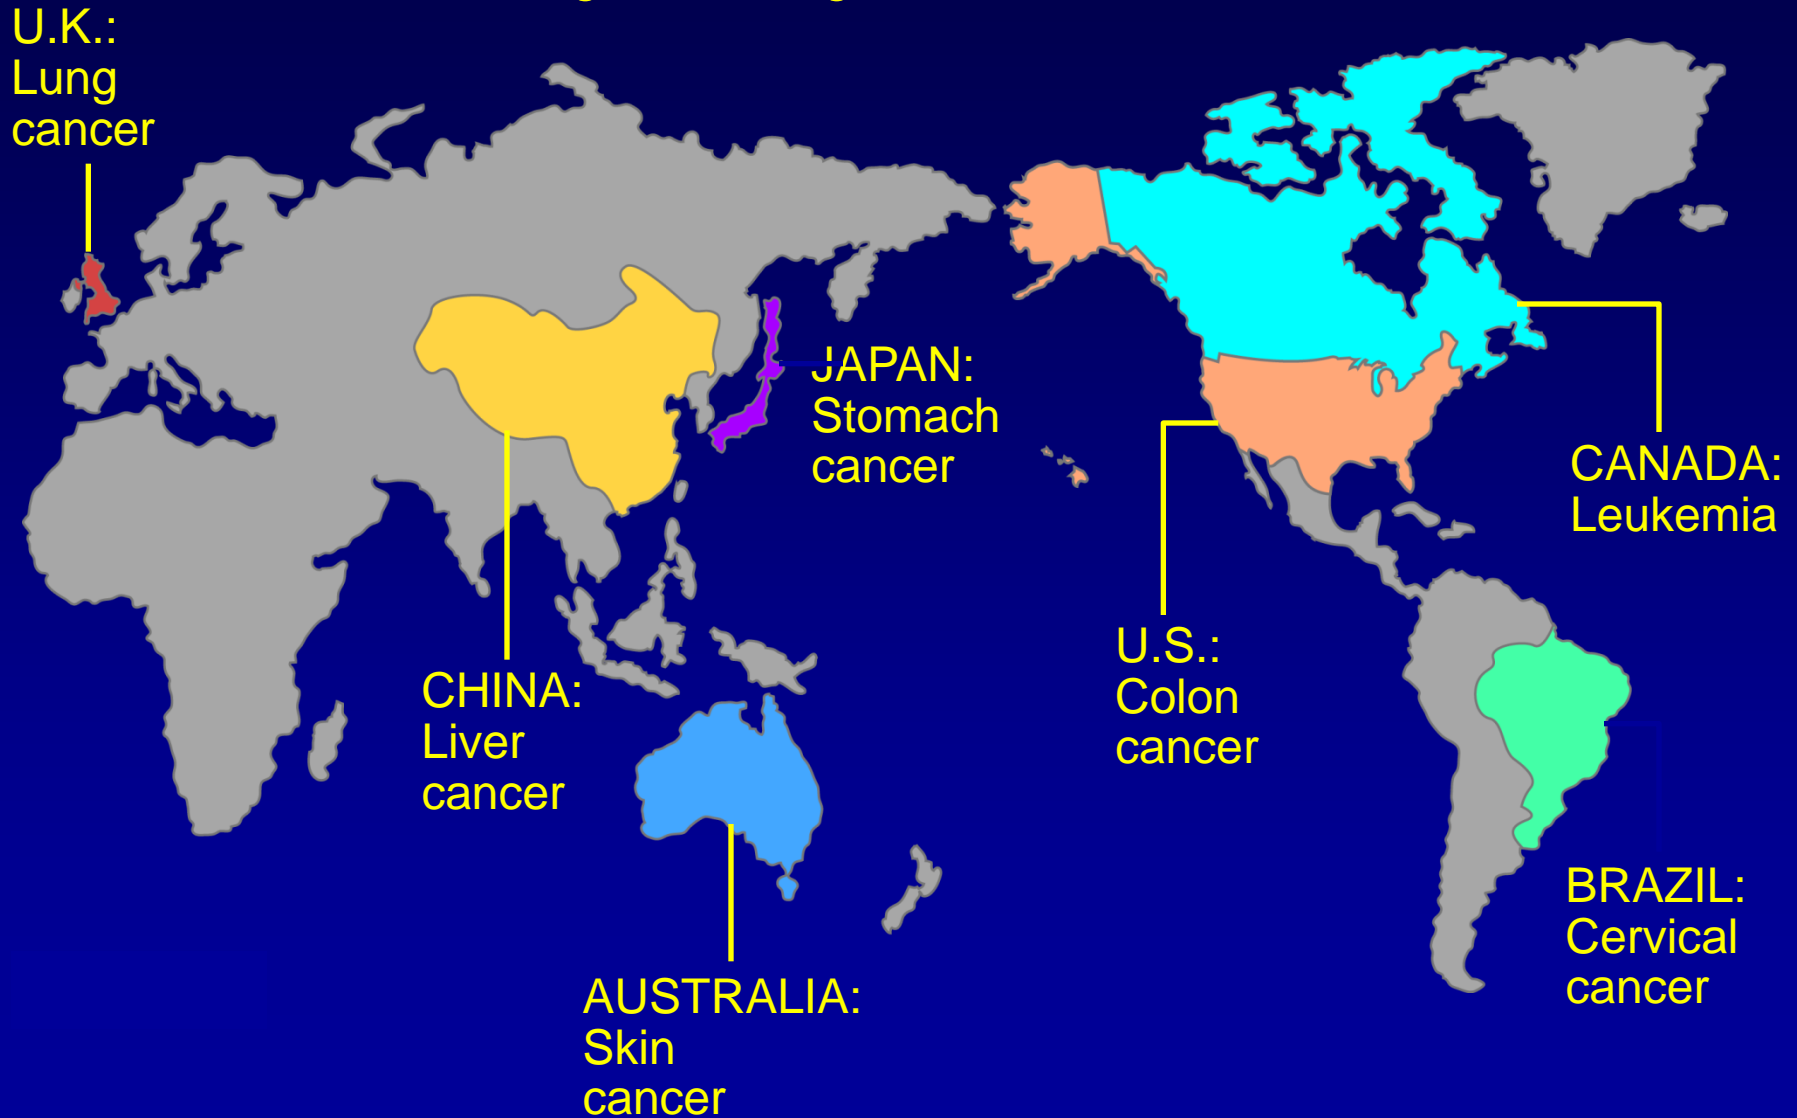 U.K.:
Lung
cancer
JAPAN:
Stomach
cancer
CANADA:
Leukemia
U.S.:
Colon
cancer
CHINA:
Liver
cancer
BRAZIL:
Cervical
cancer
AUSTRALIA:
Skin
cancer